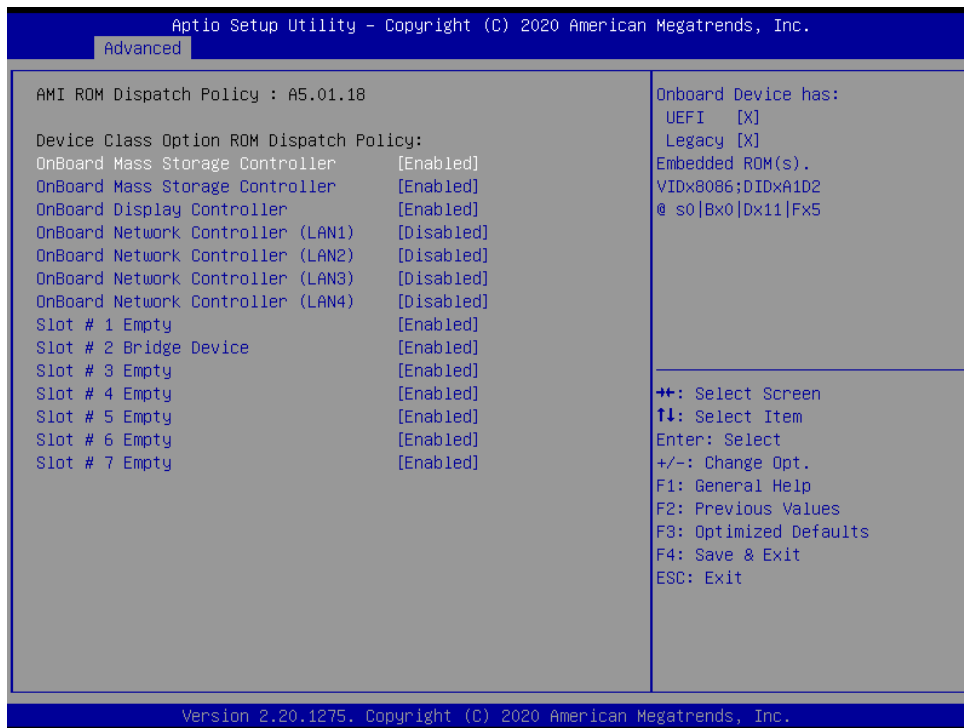 Aptio Setup Utility – Copyright (C) 2020 American Megatrends, Inc.
Advanced
AMI ROM Dispatch Policy : A5.01.18
Device Class Option ROM Dispatch Policy:
OnBoard Mass Storage Controller [Enabled]
OnBoard Mass Storage Controller [Enabled]
OnBoard Display Controller [Enabled]
OnBoard Network Controller (LAN1) [Disabled]
OnBoard Network Controller (LAN2) [Disabled]
OnBoard Network Controller (LAN3) [Disabled]
OnBoard Network Controller (LAN4) [Disabled]
Slot # 1 Empty [Enabled]
Slot # 2 Bridge Device [Enabled]
Slot # 3 Empty [Enabled]
Slot # 4 Empty [Enabled]
Slot # 5 Empty [Enabled]
Slot # 6 Empty [Enabled]
Slot # 7 Empty [Enabled]
Onboard Device has:
UEFI [X]
Legacy [X]
Embedded ROM(s).
VIDx8086;DIDxA1D2
@ s0|Bx0|Dx11|Fx5
→←: Select Screen
↑↓: Select Item
Enter: Select
+/-: Change Opt.
F1: General Help
F2: Previous Values
F3: Optimized Defaults
F4: Save & Exit
ESC: Exit
Version 2.20.1275. Copyright (C) 2020 American Megatrends, Inc.